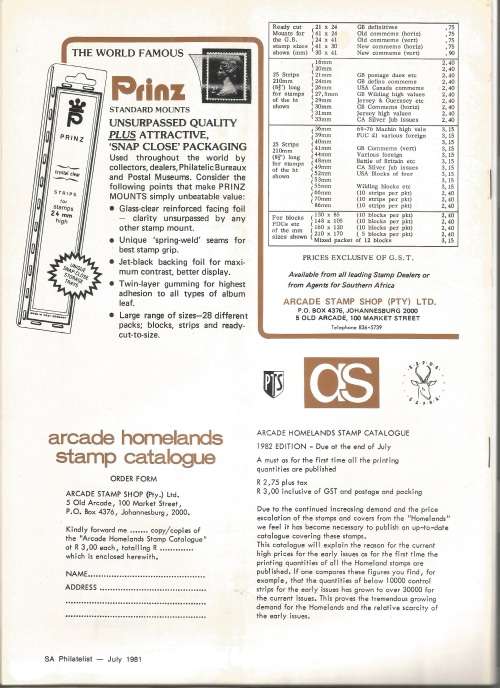 THE WORLD FAMOUS
Prinz
STANDARD MOUNTS
UNSURPASSED QUALITY
PLUS ATTRACTIVE,
'SNAP CLOSE' PACKAGING
Used throughout the world by
collectors, dealers, Philatelic Bureaux
and Postal Museums. Consider the
following points that make PRINZ
MOUNTS simply unbeatable value:
● Glass-clear reinforced facing foil
— clarity unsurpassed by any
other stamp mount.
● Unique 'spring-weld' seams for
best stamp grip.
● Jet-black backing foil for maxi-
mum contrast, better display.
● Twin-layer gumming for highest
adhesion to all types of album
leaf.
● Large range of sizes—28 different
packs; blocks, strips and ready-
cut-to-size.
PRINZ
crystal clear
STRIPS
for
stamps
24 mm
high
UNIQUE
SNAP CLOSE
STORAGE
TRAYS
Ready cut 21 x 24 GB definitives .75
Mounts for 41 x 24 Old commems (horiz) .75
the G.B. 24 x 41 Old commems (vert) .75
stamp sizes 41 x 30 New commems (horiz) .75
shown (mm) 30 x 41 New commems (vert) .90
16mm 2,40
20mm 2,40
25 Strips 21mm GB postage dues etc 2,40
210mm 24mm GB defins commems 2,40
(8¼") long 26mm USA Canada commems 2,40
for stamps 27,5mm GB Wilding high values 2,40
of the ht 29mm Jersey & Guernsey etc 2,40
shown 30mm GB Commems (horiz) 2,40
31mm Jersey high values 2,40
33mm CA Silver Jub issues 2,40
36mm 69-76 Machin high vals 3,15
39mm PUC £1 various foreign 3,15
40mm 3,15
25 Strips 41mm GB Commems (vert) 3,15
210mm 44mm Various foreign 3,15
(8¼") long 48mm Battle of Britain etc 3,15
for stamps 49mm CA Silver Jub issues 3,15
of the ht 52mm USA Blocks of four 3,15
shown 53mm 3,15
55mm Wilding blocks etc 3,15
66mm (10 strips per pkt) 3,15
70mm (10 strips per pkt) 3,15
86mm (10 strips per pkt) 3,15
For blocks 130 x 85 (10 blocks per pkt) 2,40
FDCs etc 148 x 105 (10 blocks per pkt) 2,40
of the mm 160 x 120 (10 blocks per pkt) 2,40
sizes shown 210 x 170 ( 5 blocks per pkt) 2,40
Mixed packet of 12 blocks 3,15
PRICES EXCLUSIVE OF G.S.T.
Available from all leading Stamp Dealers or
from Agents for Southern Africa
ARCADE STAMP SHOP (PTY) LTD.
P.O. BOX 4376, JOHANNESBURG 2000
5 OLD ARCADE, 100 MARKET STREET
Telephone 836-5739
PTS
as
arcade homelands
stamp catalogue
ORDER FORM
ARCADE STAMP SHOP (Pty.) Ltd.
5 Old Arcade, 100 Market Street,
P.O. Box 4376, Johannesburg, 2000.
Kindly forward me ....... copy/copies of
the "Arcade Homelands Stamp Catalogue"
at R 3,00 each, totalling R .............
which is enclosed herewith.
NAME
ADDRESS
ARCADE HOMELANDS STAMP CATALOGUE
1982 EDITION - Due at the end of July
A must as for the first time all the printing
quantities are published
R 2,75 plus tax
R 3,00 inclusive of GST and postage and packing
Due to the continued increasing demand and the price
escalation of the stamps and covers from the "Homelands"
we feel it has become necessary to publish an up-to-date
catalogue covering these stamps.
This catalogue will explain the reason for the current
high prices for the early issues as for the first time the
printing quantities of all the Homeland stamps are
published. If one compares these figures you find, for
example, that the quantities of below 10000 control
strips for the early issues has grown to over 20000 for
the current issues. This proves the tremendous growing
demand for the Homelands and the relative scarcity of
the early issues.
SA Philatelist — July 1981